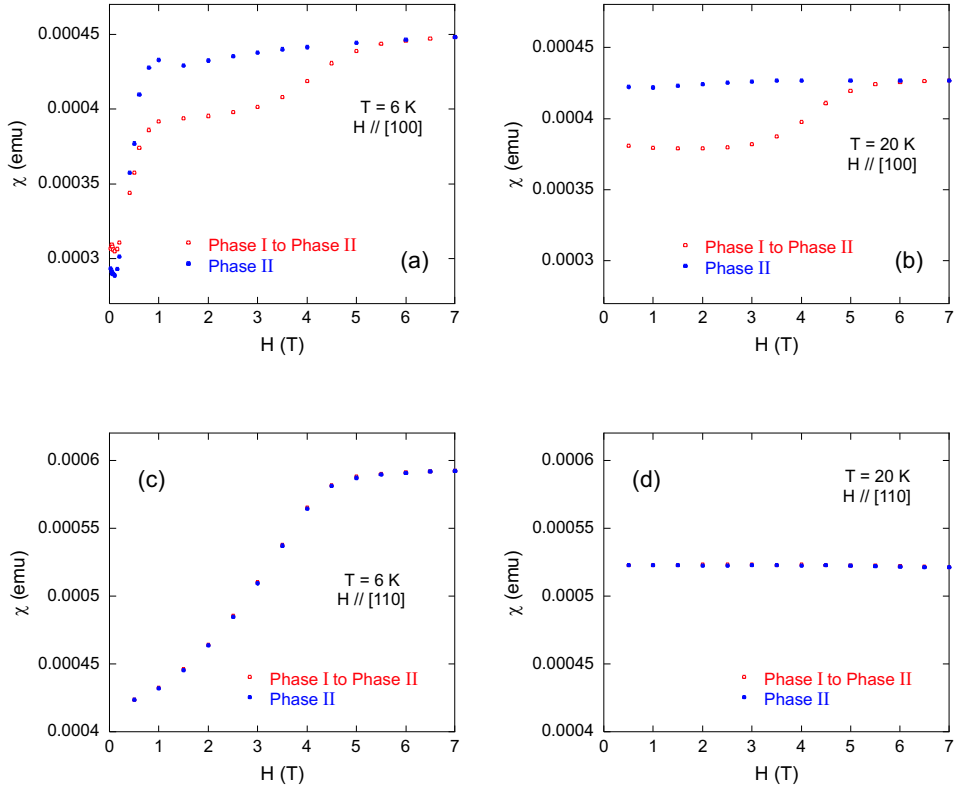 0.00045
0.0004
0.00035
0.0003
χ (emu)
T = 6 K
H // [100]
Phase I to Phase II
Phase II
(a)
0 1 2 3 4 5 6 7
H (T)
0.00045
0.0004
0.00035
0.0003
χ (emu)
T = 20 K
H // [100]
Phase I to Phase II
Phase II
(b)
0 1 2 3 4 5 6 7
H (T)
0.0006
0.00055
0.0005
0.00045
0.0004
χ (emu)
(c)
T = 6 K
H // [110]
Phase I to Phase II
Phase II
0 1 2 3 4 5 6 7
H (T)
0.0006
0.00055
0.0005
0.00045
0.0004
χ (emu)
(d)
T = 20 K
H // [110]
Phase I to Phase II
Phase II
0 1 2 3 4 5 6 7
H (T)